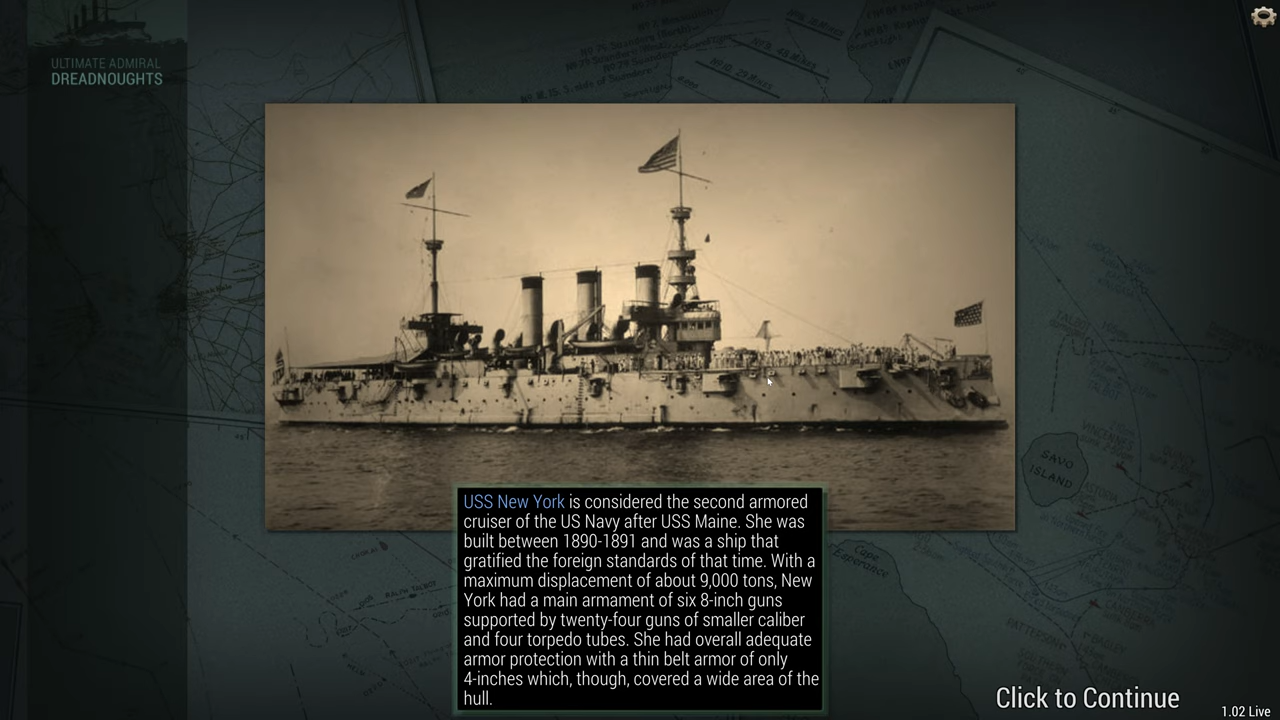 ULTIMATE ADMIRAL
DREADNOUGHTS
SAVO
ISLAND
Cape
Esperance
USS New York is considered the second armored
cruiser of the US Navy after USS Maine. She was
built between 1890-1891 and was a ship that
gratified the foreign standards of that time. With a
maximum displacement of about 9,000 tons, New
York had a main armament of six 8-inch guns
supported by twenty-four guns of smaller caliber
and four torpedo tubes. She had overall adequate
armor protection with a thin belt armor of only
4-inches which, though, covered a wide area of the
hull.
Click to Continue
1.02 Live